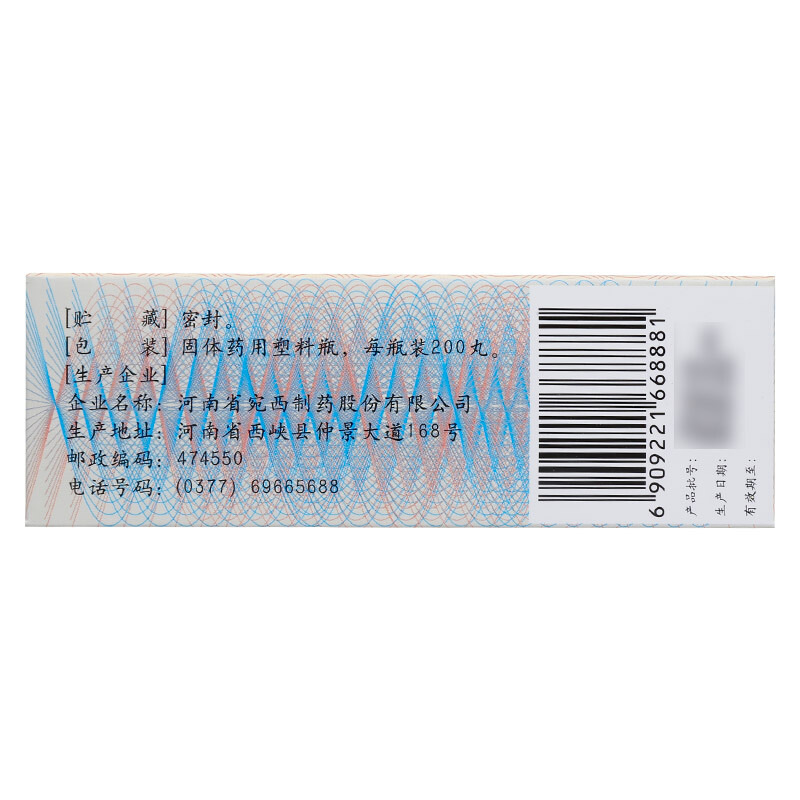 [贮 藏] 密封。
[包 装] 固体药用塑料瓶，每瓶装200丸。
[生产企业]
企业名称：河南省宛西制药股份有限公司
生产地址：河南省西峡县仲景大道168号
邮政编码：474550
电话号码：(0377) 69665688
6 909221 668881
产品批号：
生产日期：
有效期至：